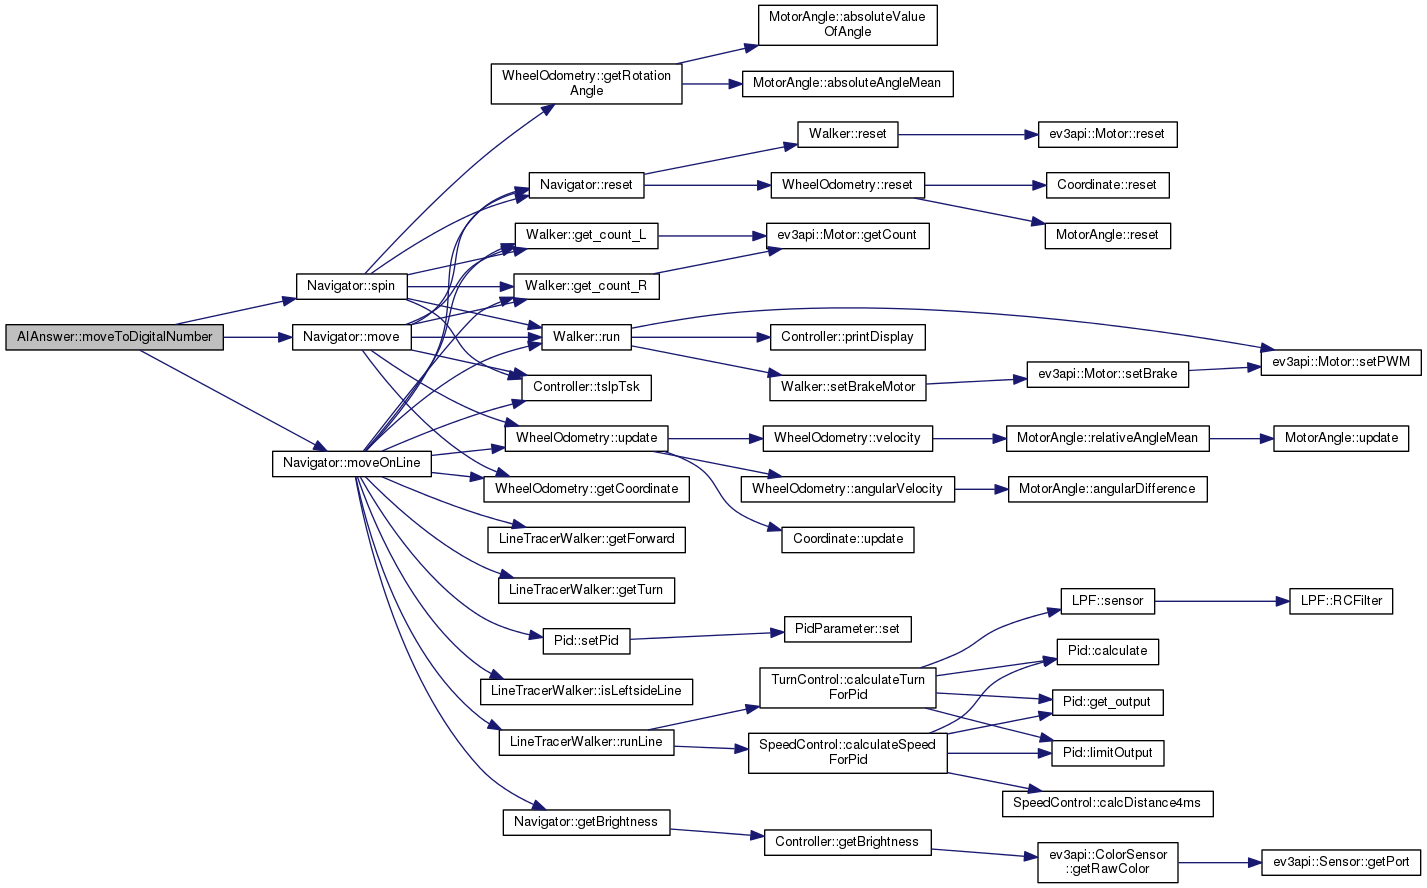 MotorAngle::absoluteValue
OfAngle
WheelOdometry::getRotation
Angle
MotorAngle::absoluteAngleMean
Walker::reset
ev3api::Motor::reset
Navigator::reset
WheelOdometry::reset
Coordinate::reset
Walker::get_count_L
ev3api::Motor::getCount
MotorAngle::reset
Navigator::spin
Walker::get_count_R
AIAnswer::moveToDigitalNumber
Navigator::move
Walker::run
Controller::printDisplay
ev3api::Motor::setPWM
Controller::tslpTsk
Walker::setBrakeMotor
ev3api::Motor::setBrake
WheelOdometry::update
WheelOdometry::velocity
MotorAngle::relativeAngleMean
MotorAngle::update
Navigator::moveOnLine
WheelOdometry::getCoordinate
WheelOdometry::angularVelocity
MotorAngle::angularDifference
LineTracerWalker::getForward
Coordinate::update
LineTracerWalker::getTurn
LPF::sensor
LPF::RCFilter
Pid::setPid
PidParameter::set
Pid::calculate
LineTracerWalker::isLeftsideLine
TurnControl::calculateTurn
ForPid
Pid::get_output
LineTracerWalker::runLine
SpeedControl::calculateSpeed
ForPid
Pid::limitOutput
SpeedControl::calcDistance4ms
Navigator::getBrightness
Controller::getBrightness
ev3api::ColorSensor
::getRawColor
ev3api::Sensor::getPort